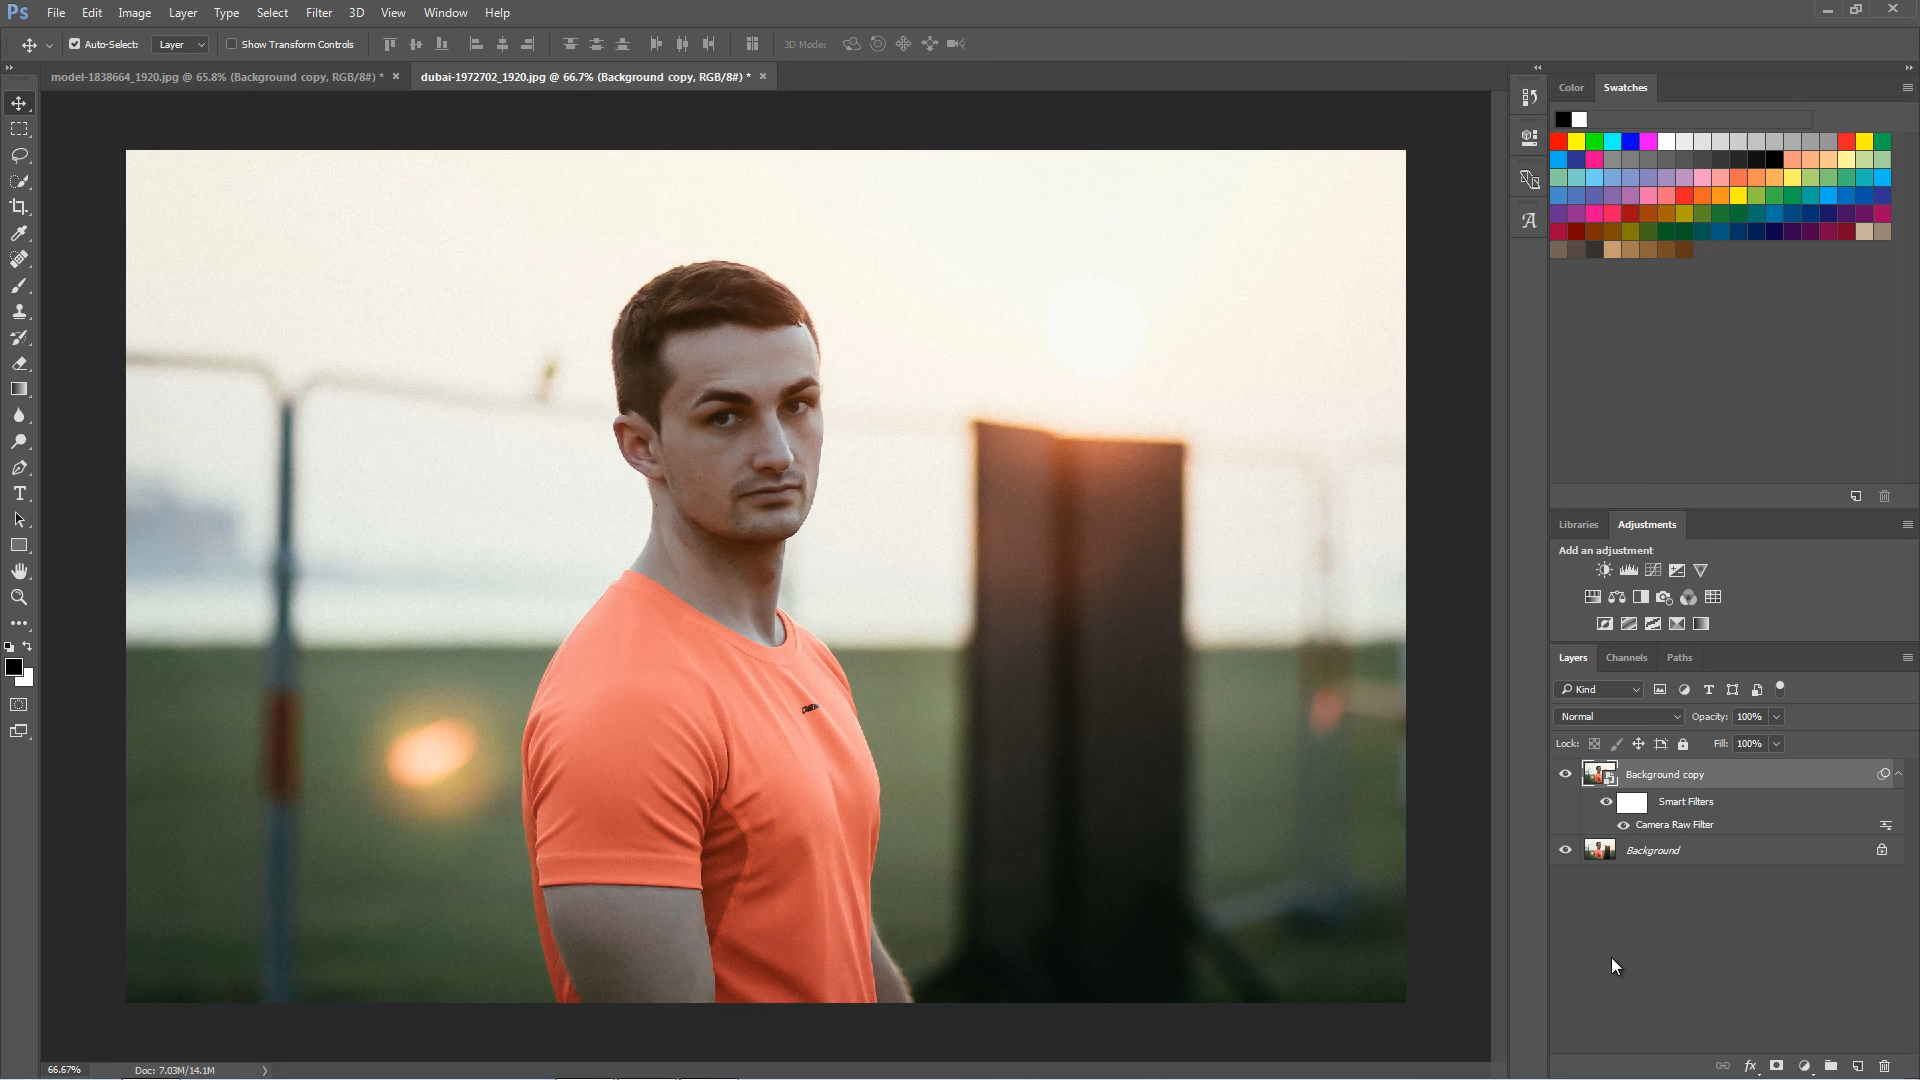 Ps File Edit Image Layer Type Select Filter 3D View Window Help
Auto-Select: Layer Show Transform Controls 3D Mode:
model-1838664_1920.jpg @ 65.8% (Background copy, RGB/8#) * × dubai-1972702_1920.jpg @ 66.7% (Background copy, RGB/8#) * ×
Color Swatches
Libraries Adjustments
Add an adjustment
Layers Channels Paths
Kind
Normal Opacity: 100%
Lock: Fill: 100%
Background copy
Smart Filters
Camera Raw Filter
Background
66.67% Doc: 7.03M/14.1M